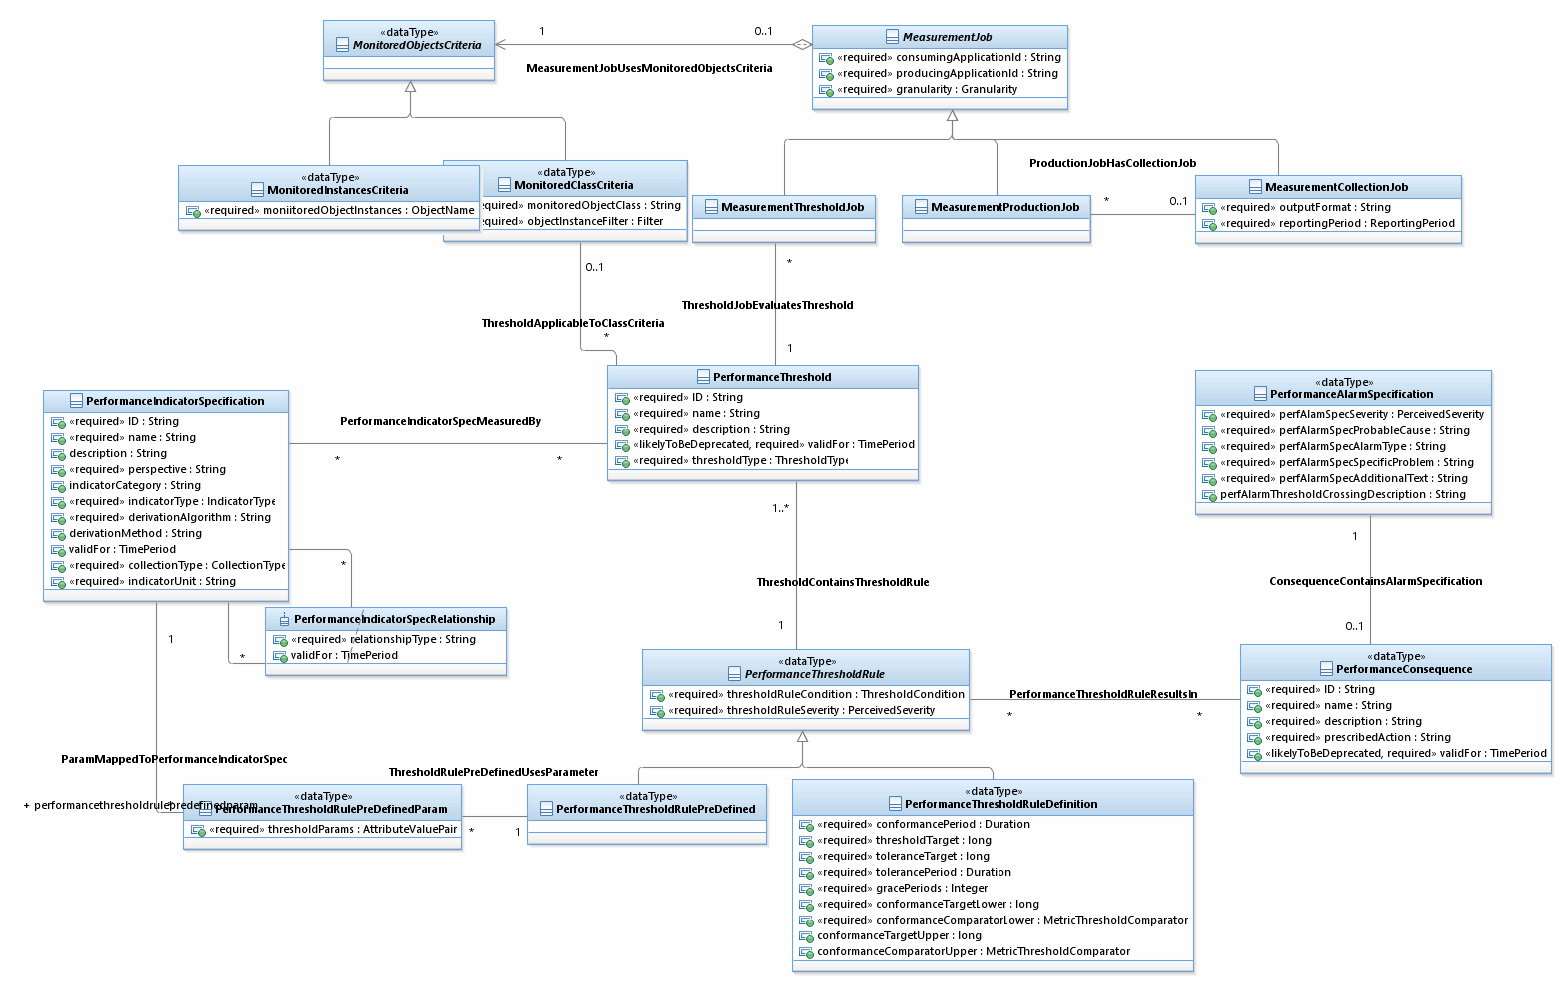 «dataType»
MonitoredObjectsCriteria
1
0..1
MeasurementJobUsesMonitoredObjectsCriteria
MeasurementJob
«required» consumingApplicationId : String
«required» producingApplicationId : String
«required» granularity : Granularity
«dataType»
MonitoredInstancesCriteria
«required» moniitoredObjectInstances : ObjectName
«dataType»
MonitoredClassCriteria
equired» monitoredObjectClass : String
equired» objectInstanceFilter : Filter
MeasurementThresholdJob
MeasurementProductionJob
ProductionJobHasCollectionJob
*
0..1
MeasurementCollectionJob
«required» outputFormat : String
«required» reportingPeriod : ReportingPeriod
0..1
ThresholdApplicableToClassCriteria
*
*
ThresholdJobEvaluatesThreshold
1
PerformanceThreshold
«required» ID : String
«required» name : String
«required» description : String
«likelyToBeDeprecated, required» validFor : TimePeriod
«required» thresholdType : ThresholdType
PerformanceIndicatorSpecMeasuredBy
*
*
PerformanceIndicatorSpecification
«required» ID : String
«required» name : String
description : String
«required» perspective : String
indicatorCategory : String
«required» indicatorType : IndicatorType
«required» derivationAlgorithm : String
derivationMethod : String
validFor : TimePeriod
«required» collectionType : CollectionType
«required» indicatorUnit : String
*
*
1
PerformanceIndicatorSpecRelationship
«required» relationshipType : String
validFor : TimePeriod
«dataType»
PerformanceAlarmSpecification
«required» perfAlamSpecSeverity : PerceivedSeverity
«required» perfAlarmSpecProbableCause : String
«required» perfAlarmSpecAlarmType : String
«required» perfAlarmSpecSpecificProblem : String
«required» perfAlarmSpecAdditionalText : String
perfAlarmThresholdCrossingDescription : String
1
ConsequenceContainsAlarmSpecification
0..1
1..*
ThresholdContainsThresholdRule
1
«dataType»
PerformanceThresholdRule
«required» thresholdRuleCondition : ThresholdCondition
«required» thresholdRuleSeverity : PerceivedSeverity
PerformanceThresholdRuleResultsIn
*
*
«dataType»
PerformanceConsequence
«required» ID : String
«required» name : String
«required» description : String
«required» prescribedAction : String
«likelyToBeDeprecated, required» validFor : TimePeriod
ParamMappedToPerformanceIndicatorSpec
+ performancethresholdrulepredefinedparam
*
«dataType»
PerformanceThresholdRulePreDefinedParam
«required» thresholdParams : AttributeValuePair
ThresholdRulePreDefinedUsesParameter
*
1
«dataType»
PerformanceThresholdRulePreDefined
«dataType»
PerformanceThresholdRuleDefinition
«required» conformancePeriod : Duration
«required» thresholdTarget : long
«required» toleranceTarget : long
«required» tolerancePeriod : Duration
«required» gracePeriods : Integer
«required» conformanceTargetLower : long
«required» conformanceComparatorLower : MetricThresholdComparator
conformanceTargetUpper : long
conformanceComparatorUpper : MetricThresholdComparator